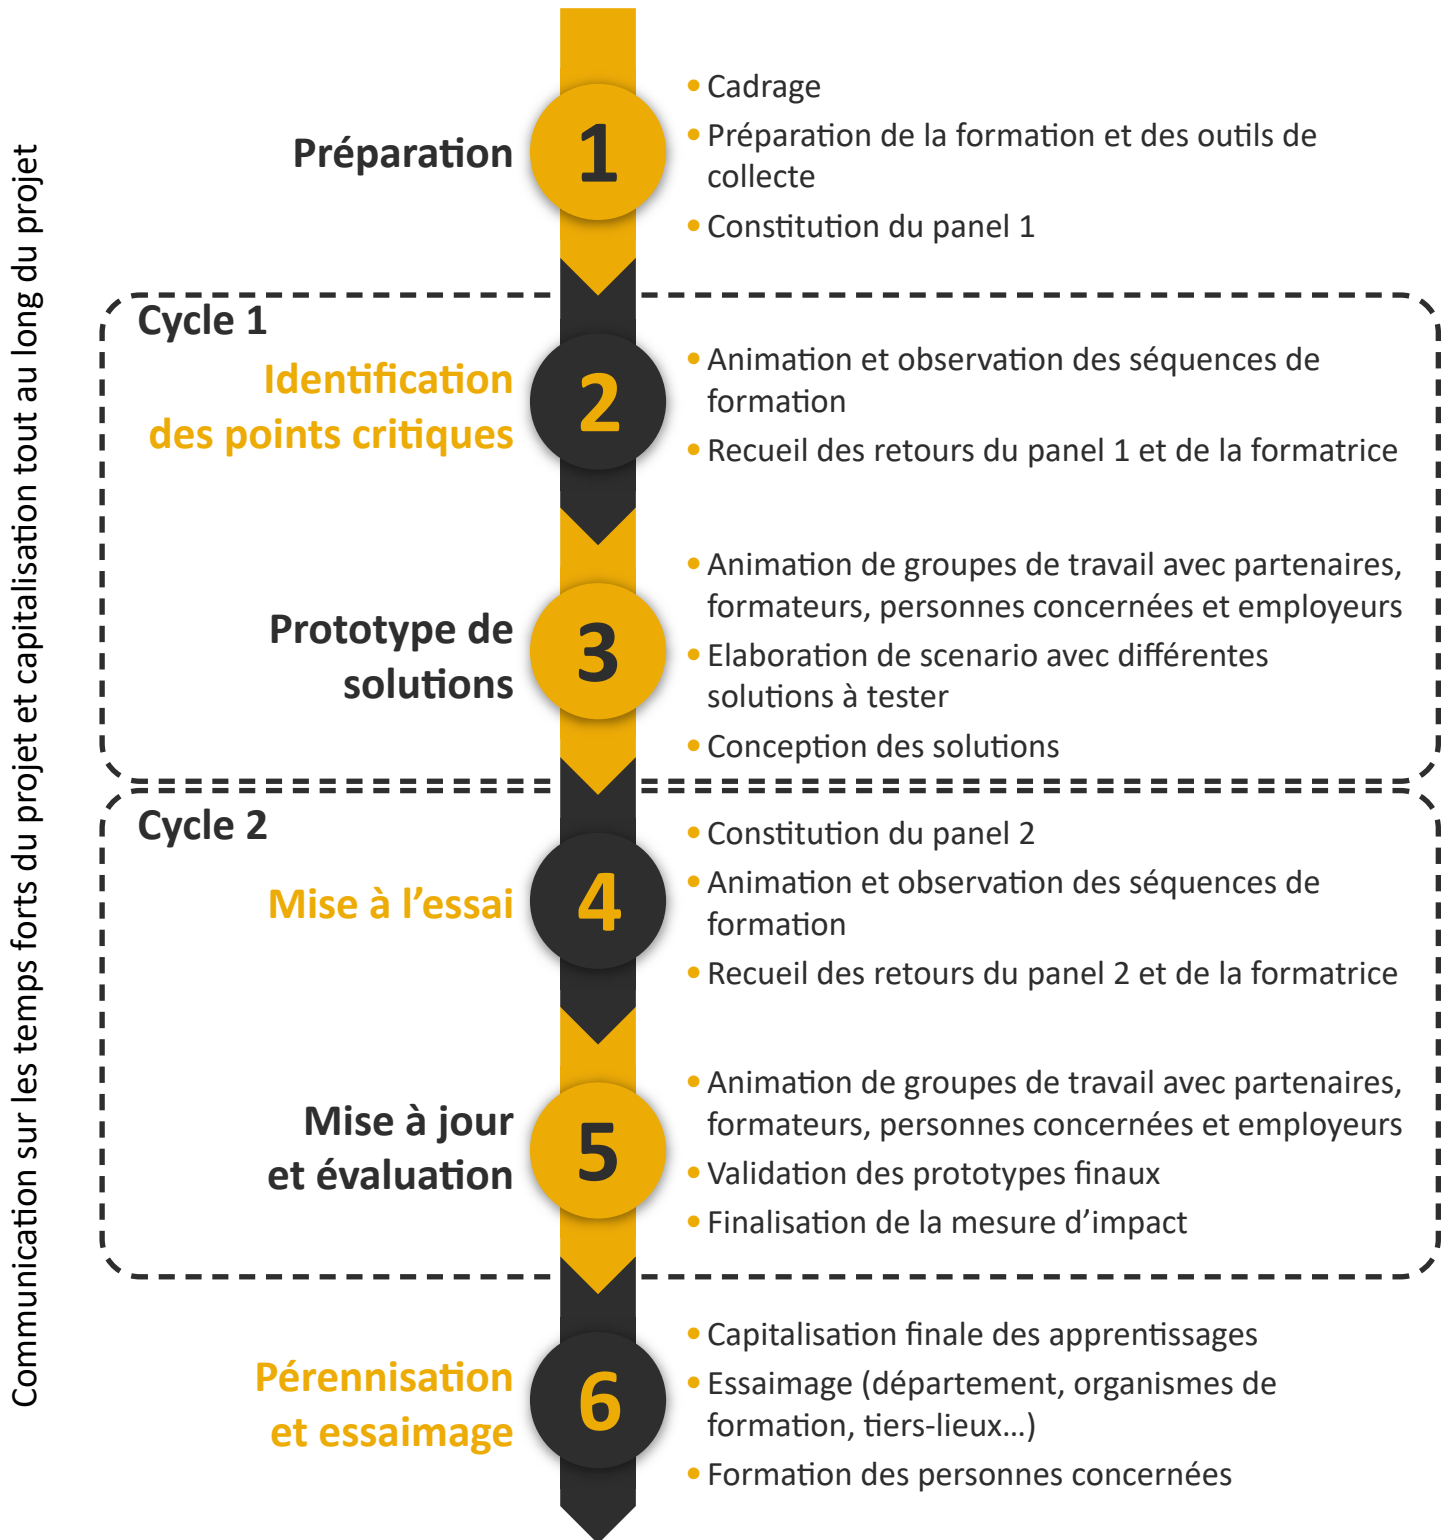 Communication sur les temps forts du projet et capitalisation tout au long du projet
Préparation
1
• Cadrage
• Préparation de la formation et des outils de
collecte
• Constitution du panel 1
Cycle 1
Identification
des points critiques
2
• Animation et observation des séquences de
formation
• Recueil des retours du panel 1 et de la formatrice
Prototype de
solutions
3
• Animation de groupes de travail avec partenaires,
formateurs, personnes concernées et employeurs
• Elaboration de scenario avec différentes
solutions à tester
• Conception des solutions
Cycle 2
Mise à l’essai
4
• Constitution du panel 2
• Animation et observation des séquences de
formation
• Recueil des retours du panel 2 et de la formatrice
Mise à jour
et évaluation
5
• Animation de groupes de travail avec partenaires,
formateurs, personnes concernées et employeurs
• Validation des prototypes finaux
• Finalisation de la mesure d’impact
Pérennisation
et essaimage
6
• Capitalisation finale des apprentissages
• Essaimage (département, organismes de
formation, tiers-lieux…)
• Formation des personnes concernées